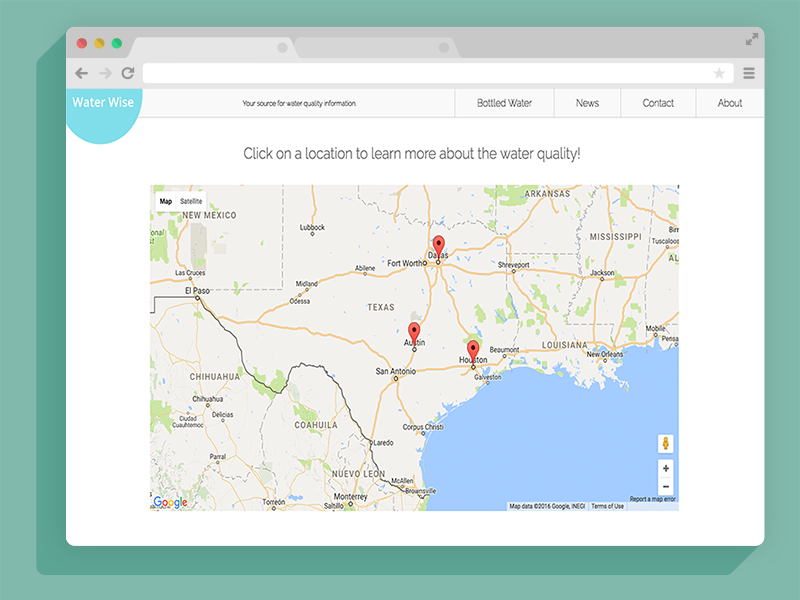 Water Wise
Your source for water quality information.
Bottled Water
News
Contact
About
Click on a location to learn more about the water quality!
Map
Satellite
ARKANSAS
NEW MEXICO
Lubbock
MISSISSIPPI
Tuscaloos
Dallas
Fort Worth
Shreveport
AL
Abilene
Jackson
Las Cruces
Midland
El Paso
Odessa
TEXAS
Mobile
Austin
Pensa
LOUISIANA
Beaumont
Houston
New Orleans
San Antonio
CHIHUAHUA
Galveston
Chihuahua
Delicias
Ciudad
Cuauhtemoc
COAHUILA
Corpus Christi
Laredo
Parral
NUEVO LEON
McAllen
Brownsville
Monterrey
Torreón
Saltillo
Google
Report a map error
Map data ©2016 Google, INEGI
Terms of Use